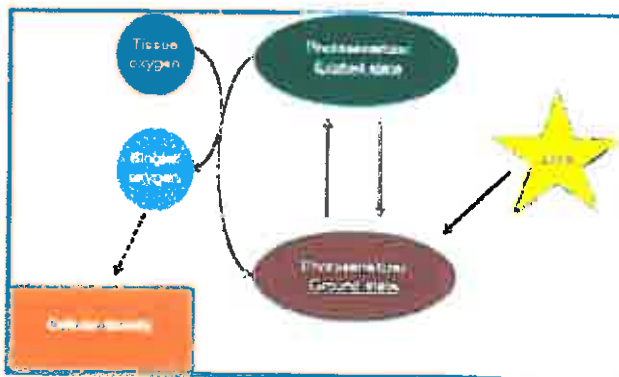 Tissue
oxygen
Photosensitizer
Excited state
Singlet
oxygen
Photosensitizer
Ground state